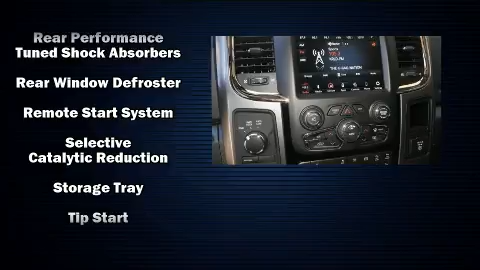 Rear Performance
Tuned Shock Absorbers
Rear Window Defroster
Remote Start System
Selective
Catalytic Reduction
Storage Tray
Tip Start